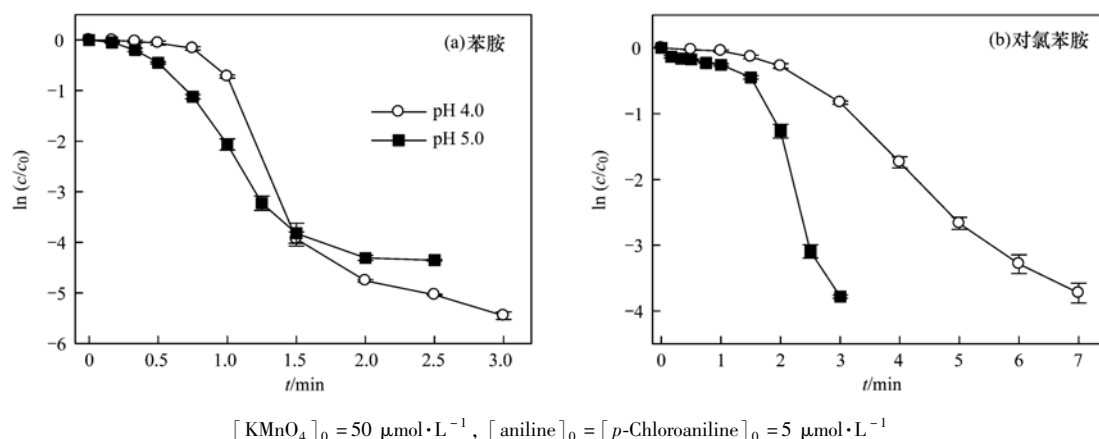 (a)苯胺
0
−1
−2
−3
−4
−5
−6
ln (c/c₀)
pH 4.0
pH 5.0
0 0.5 1.0 1.5 2.0 2.5 3.0
t/min
(b)对氯苯胺
0
−1
−2
−3
−4
ln (c/c₀)
0 1 2 3 4 5 6 7
t/min
[KMnO₄]₀ = 50 μmol·L⁻¹, [aniline]₀ = [p-Chloroaniline]₀ = 5 μmol·L⁻¹